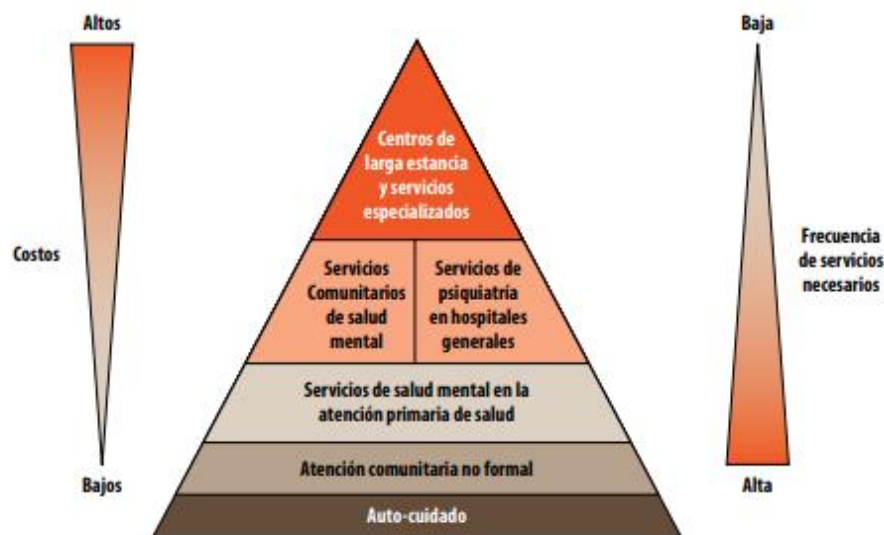 Altos
Baja
Centros de
larga estancia
y servicios
especializados
Costos
Frecuencia
de servicios
necesarios
Servicios
Comunitarios
de salud
mental
Servicios de
psiquiatría
en hospitales
generales
Servicios de salud mental en la
atención primaria de salud
Atención comunitaria no formal
Bajos
Alta
Auto-cuidado